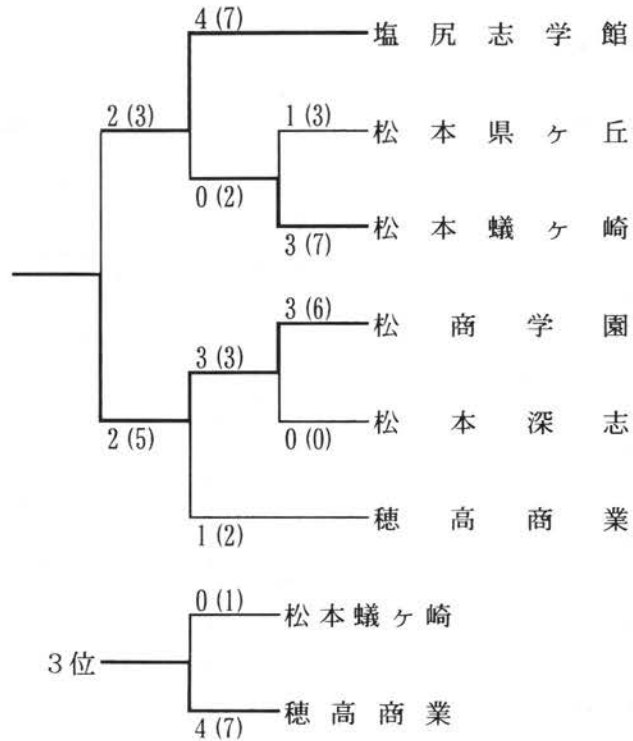 4 (7)
塩尻志学館
2 (3)
1 (3)
松本県ヶ丘
0 (2)
3 (7)
松本蟻ヶ崎
3 (6)
松商学園
3 (3)
2 (5)
0 (0)
松本深志
1 (2)
穂高商業
0 (1)
松本蟻ヶ崎
3位
4 (7)
穂高商業